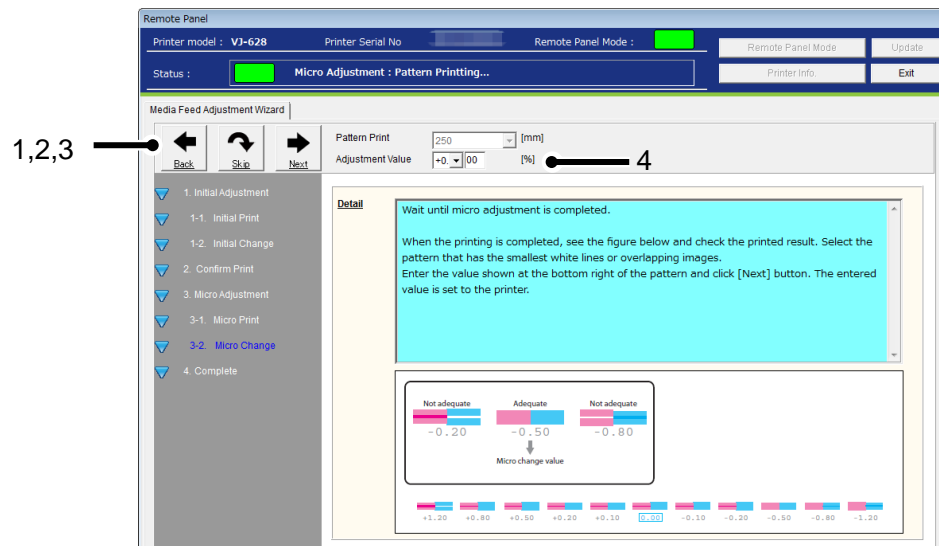 Remote Panel
Printer model : VJ-628 Printer Serial No Remote Panel Mode : Remote Panel Mode Update
Status : Micro Adjustment : Pattern Printting... Printer Info. Exit
Media Feed Adjustment Wizard
1,2,3
Back Skip Next
Pattern Print 250 [mm]
Adjustment Value +0. 00 [%] 4
1. Initial Adjustment
1-1. Initial Print
1-2. Initial Change
2. Confirm Print
3. Micro Adjustment
3-1. Micro Print
3-2. Micro Change
4. Complete
Detail
Wait until micro adjustment is completed.
When the printing is completed, see the figure below and check the printed result. Select the
pattern that has the smallest white lines or overlapping images.
Enter the value shown at the bottom right of the pattern and click [Next] button. The entered
value is set to the printer.
Not adequate Adequate Not adequate
-0.20 -0.50 -0.80
Micro change value
+1.20 +0.80 +0.50 +0.20 +0.10 0.00 -0.10 -0.20 -0.50 -0.80 -1.20